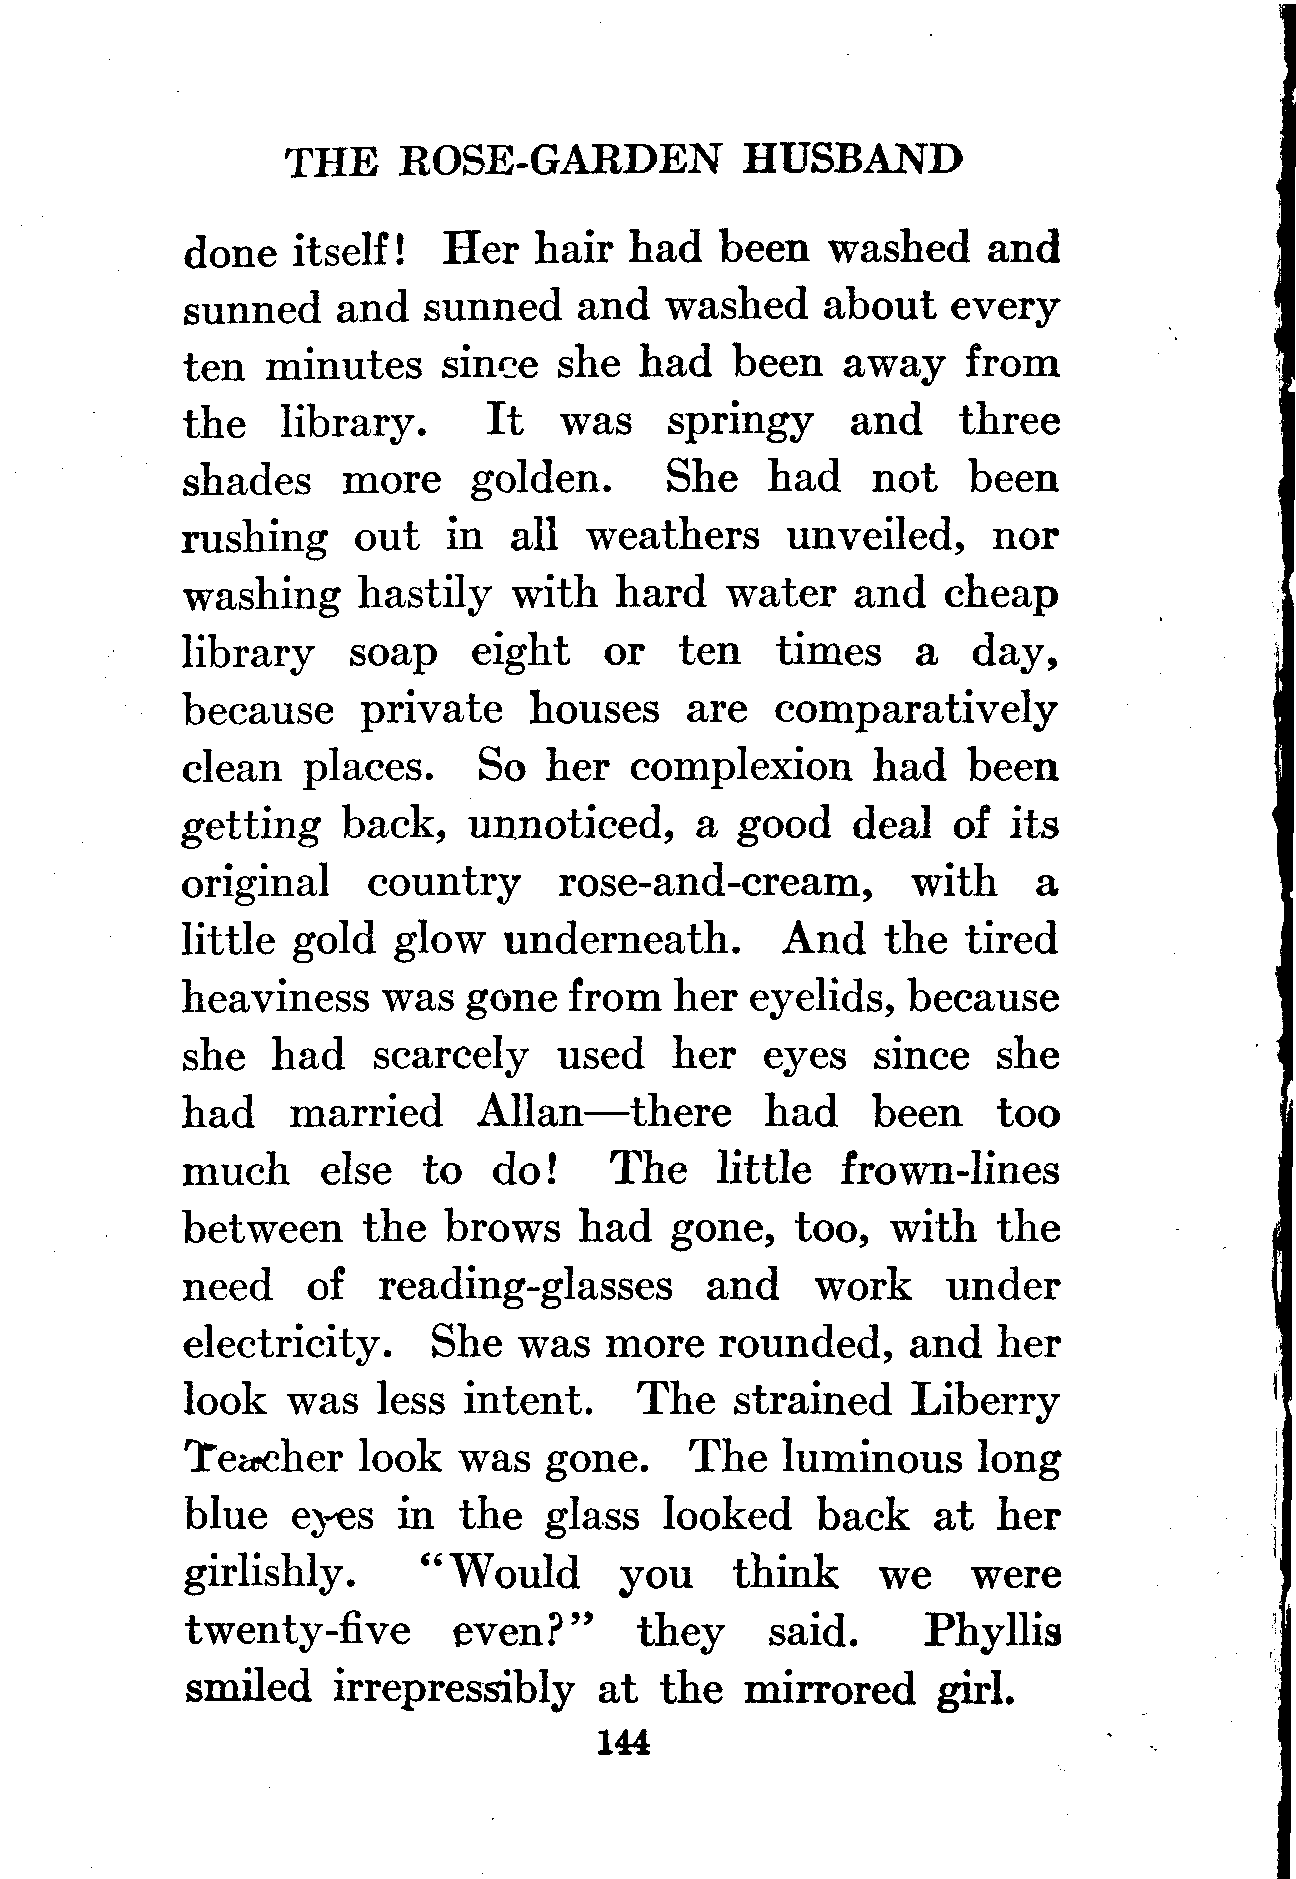 THE ROSE-GARDEN HUSBAND
done itself! Her hair had been washed and
sunned and sunned and washed about every
ten minutes since she had been away from
the library. It was springy and three
shades more golden. She had not been
rushing out in all weathers unveiled, nor
washing hastily with hard water and cheap
library soap eight or ten times a day,
because private houses are comparatively
clean places. So her complexion had been
getting back, unnoticed, a good deal of its
original country rose-and-cream, with a
little gold glow underneath. And the tired
heaviness was gone from her eyelids, because
she had scarcely used her eyes since she
had married Allan—there had been too
much else to do! The little frown-lines
between the brows had gone, too, with the
need of reading-glasses and work under
electricity. She was more rounded, and her
look was less intent. The strained Liberry
Teacher look was gone. The luminous long
blue eyes in the glass looked back at her
girlishly. “Would you think we were
twenty-five even?” they said. Phyllis
smiled irrepressibly at the mirrored girl.
144